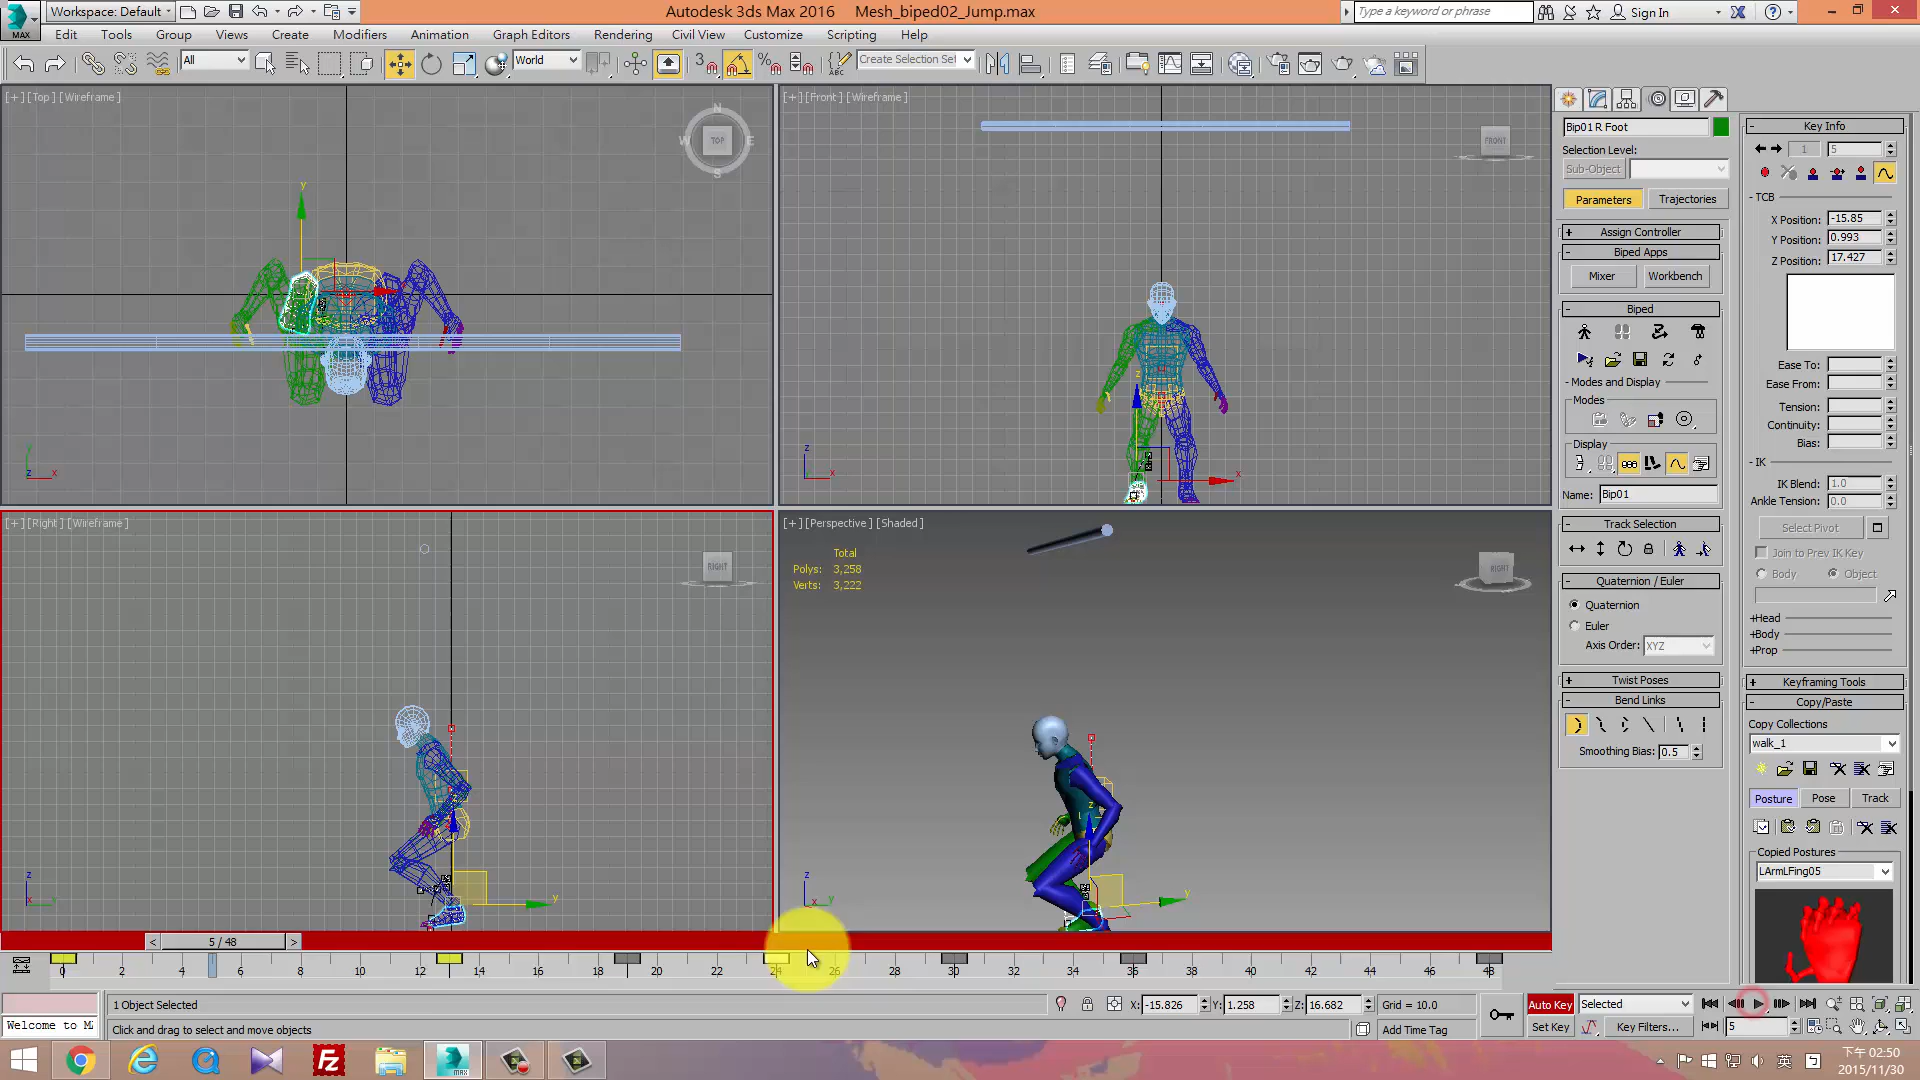 Workspace: Default
Autodesk 3ds Max 2016 Mesh_biped02_Jump.max
Type a keyword or phrase
Sign In
MAX
Edit Tools Group Views Create Modifiers Animation Graph Editors Rendering Civil View Customize Scripting Help
All
World
3
Create Selection Set
[+] [Top] [Wireframe]
[+] [Front] [Wireframe]
N
W TOP E
S
FRONT
y
z
x
[+] [Right] [Wireframe]
[+] [Perspective] [Shaded]
RIGHT
RIGHT
Total
Polys: 3,258
Verts: 3,222
z
y
z
y
Bip01 R Foot
Selection Level:
Sub-Object
Parameters Trajectories
+ Assign Controller
- Biped Apps
Mixer Workbench
- Biped
- Modes and Display
Modes
Display
Name: Bip01
- Track Selection
- Quaternion / Euler
Quaternion
Euler
Axis Order: XYZ
+ Twist Poses
- Bend Links
Smoothing Bias: 0.5
- Key Info
1 5
- TCB
X Position: -15.85
Y Position: 0.993
Z Position: 17.427
Ease To:
Ease From:
Tension:
Continuity:
Bias:
- IK
IK Blend: 1.0
Ankle Tension: 0.0
Select Pivot
Join to Prev IK Key
Body Object
+Head
+Body
+Prop
+ Keyframing Tools
- Copy/Paste
Copy Collections
walk_1
Posture Pose Track
Copied Postures
LArmLFing05
< 5 / 48 >
0 2 4 6 8 10 12 14 16 18 20 22 24 26 28 30 32 34 36 38 40 42 44 46 48
1 Object Selected
X: -15.826 Y: 1.258 Z: 16.682 Grid = 10.0
Auto Key Selected
Welcome to M
Click and drag to select and move objects
Add Time Tag
Set Key Key Filters...
5
MAX
英
下午 02:50
2015/11/30